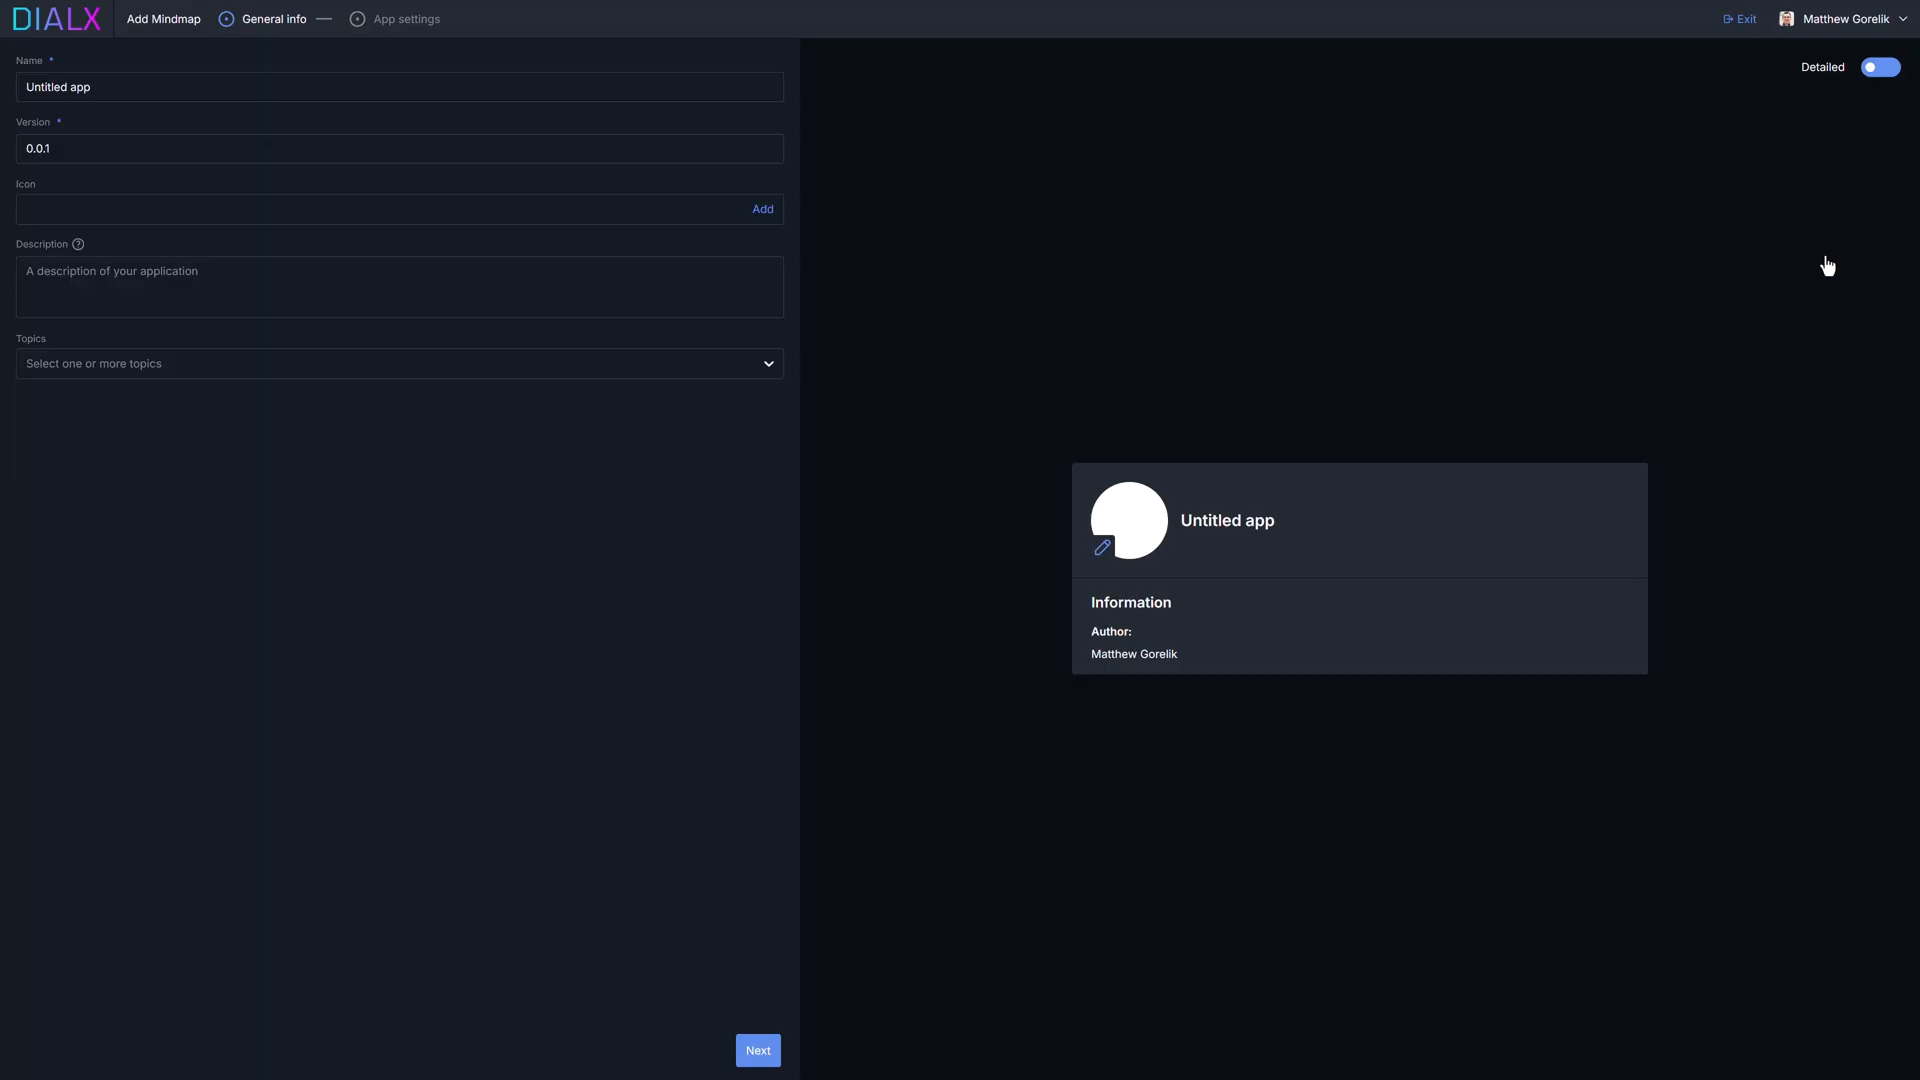 DIALX Add Mindmap General info App settings Exit Matthew Gorelik
Detailed
Name *
Untitled app
Version *
0.0.1
Icon
Add
Description ?
A description of your application
Topics
Select one or more topics
Untitled app
Information
Author:
Matthew Gorelik
Next